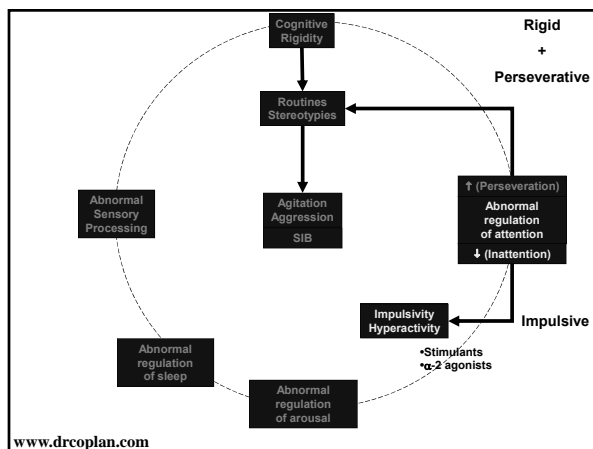 Cognitive
Rigidity
Rigid
+
Perseverative
Routines
Stereotypes
↑ (Perseveration)
Abnormal
regulation
of attention
↓ (Inattention)
Abnormal
Sensory
Processing
Agitation
Aggression
SIB
Impulsivity
Hyperactivity
Impulsive
•Stimulants
•α-2 agonists
Abnormal
regulation
of sleep
Abnormal
regulation
of arousal
www.drcoplan.com